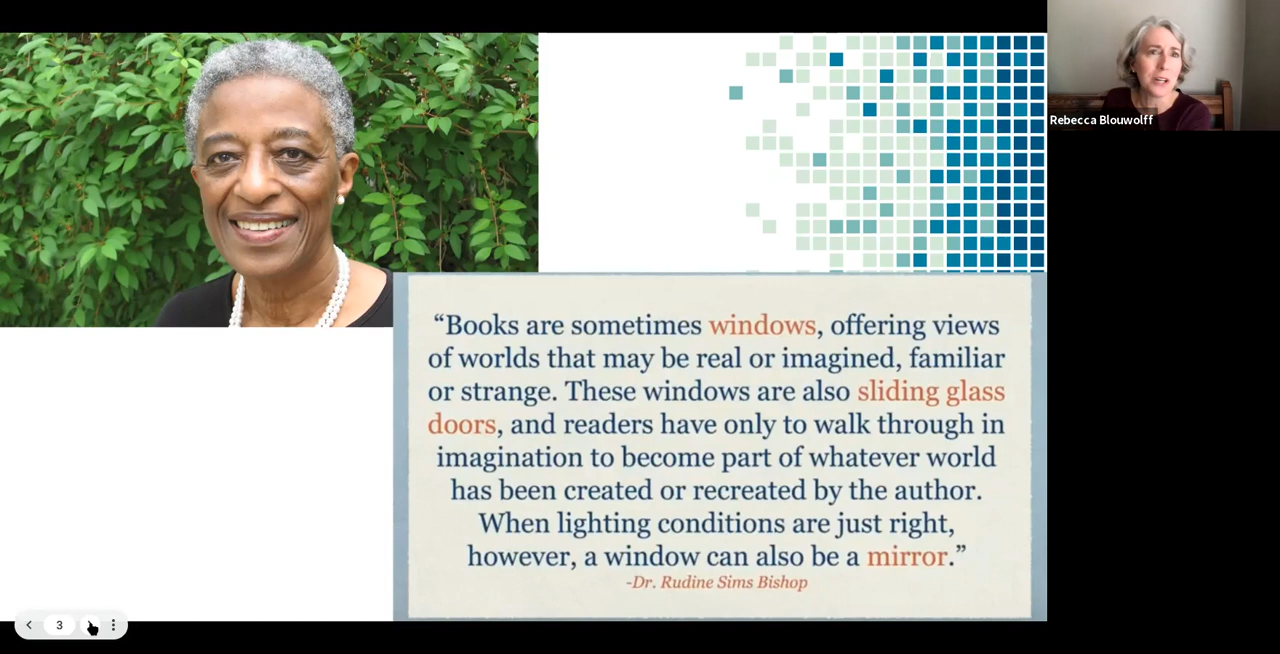 Rebecca Blouwolff
“Books are sometimes windows, offering views
of worlds that may be real or imagined, familiar
or strange. These windows are also sliding glass
doors, and readers have only to walk through in
imagination to become part of whatever world
has been created or recreated by the author.
When lighting conditions are just right,
however, a window can also be a mirror.”
-Dr. Rudine Sims Bishop
3